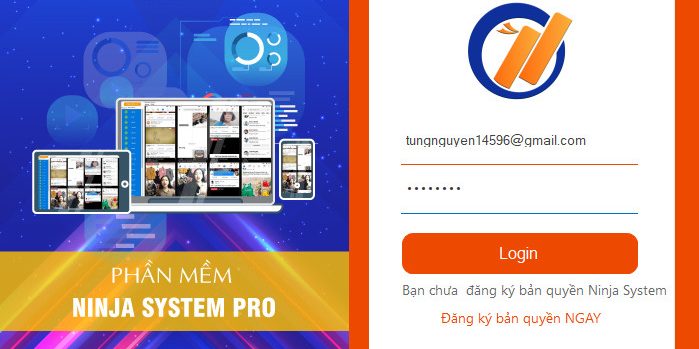 PHẦN MỀM
NINJA SYSTEM PRO
tungnguyen14596@gmail.com
••••••••
Login
Bạn chưa đăng ký bản quyền Ninja System
Đăng ký bản quyền NGAY